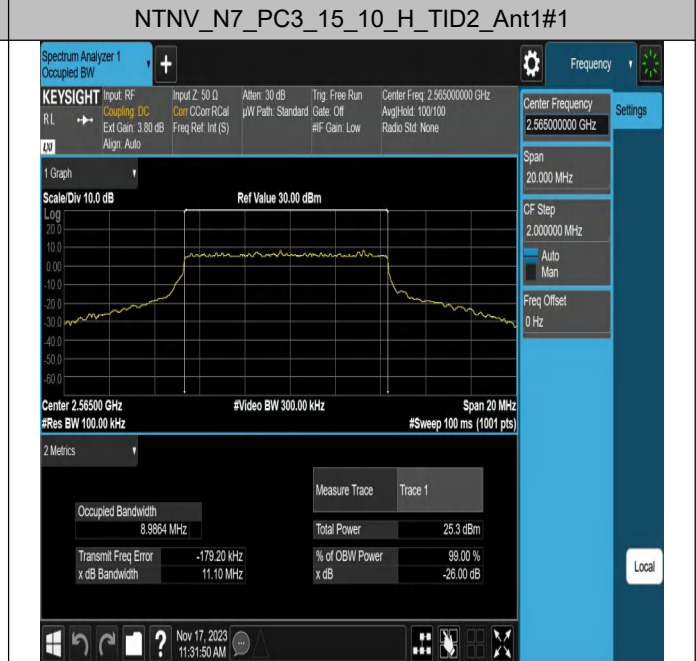 NTNV_N7_PC3_15_10_H_TID2_Ant1#1
Spectrum Analyzer 1
Occupied BW
Frequency
KEYSIGHT
RL
LXI
Input: RF
Coupling: DC
Ext Gain: 3.80 dB
Align: Auto
Input Z: 50 Ω
Corr CCorr RCal
Freq Ref: Int (S)
Atten: 30 dB
µW Path: Standard
Trig: Free Run
Gate: Off
#IF Gain: Low
Center Freq: 2.565000000 GHz
Avg|Hold: 100/100
Radio Std: None
Center Frequency
2.565000000 GHz
Settings
Span
20.000 MHz
CF Step
2.000000 MHz
Auto
Man
Freq Offset
0 Hz
Local
1 Graph
Scale/Div 10.0 dB
Ref Value 30.00 dBm
Log
20.0
10.0
0.00
-10.0
-20.0
-30.0
-40.0
-50.0
-60.0
Center 2.56500 GHz
#Video BW 300.00 kHz
Span 20 MHz
#Res BW 100.00 kHz
#Sweep 100 ms (1001 pts)
2 Metrics
Measure Trace
Trace 1
Occupied Bandwidth
8.9864 MHz
Total Power
25.3 dBm
Transmit Freq Error
-179.20 kHz
% of OBW Power
99.00 %
x dB Bandwidth
11.10 MHz
x dB
-26.00 dB
?
Nov 17, 2023
11:31:50 AM